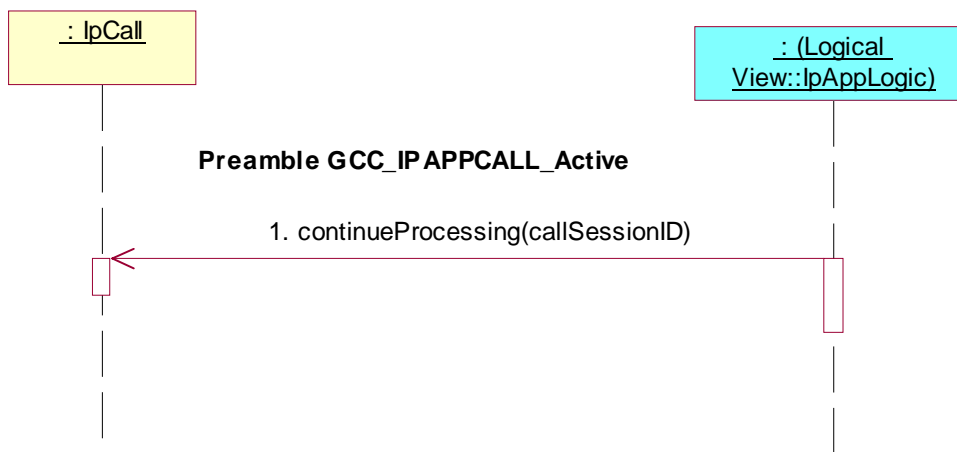 : IpCall
: (Logical
View::IpAppLogic)
Preamble GCC_IPAPPCALL_Active
1. continueProcessing(callSessionID)